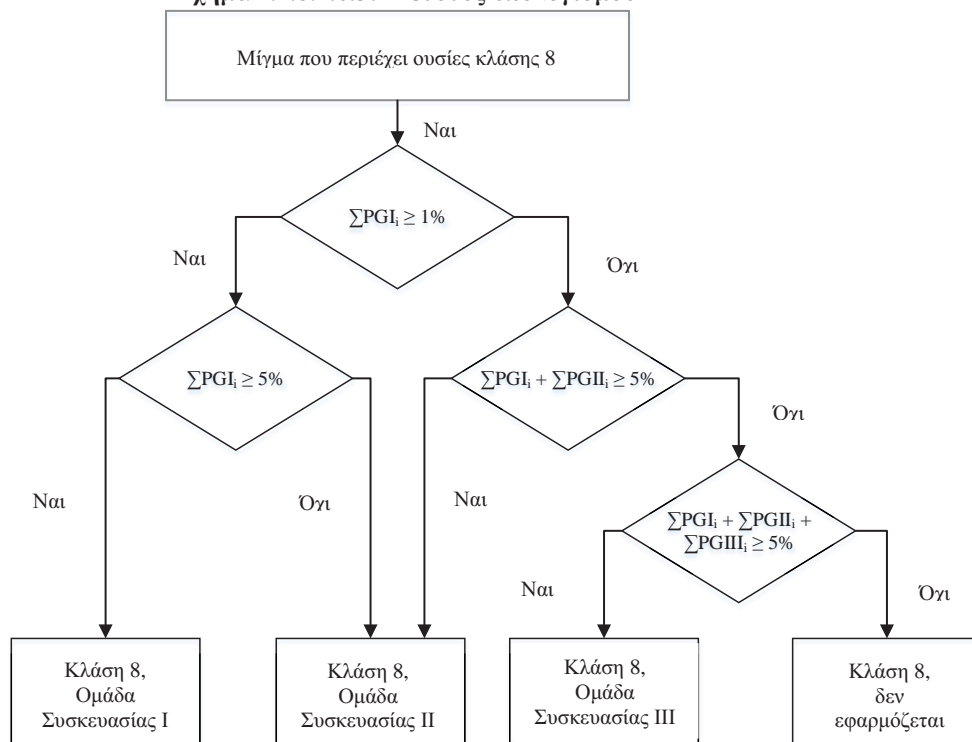 Μίγμα που περιέχει ουσίες κλάσης 8
Ναι
∑PGIi ≥ 1%
Ναι
Όχι
∑PGIi ≥ 5%
∑PGIi + ∑PGIIi ≥ 5%
Όχι
Ναι
Όχι
Ναι
∑PGIi + ∑PGIIi +
∑PGIIIi ≥ 5%
Ναι
Όχι
Κλάση 8,
Ομάδα
Συσκευασίας I
Κλάση 8,
Ομάδα
Συσκευασίας II
Κλάση 8,
Ομάδα
Συσκευασίας III
Κλάση 8,
δεν
εφαρμόζεται